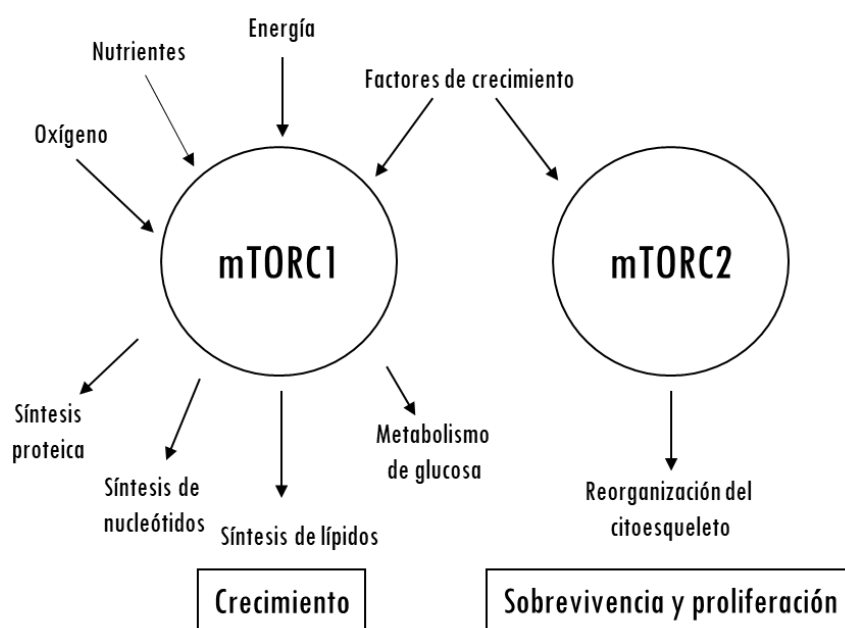 Energía
Nutrientes
Factores de crecimiento
Oxígeno
mTORC1
mTORC2
Síntesis
proteica
Síntesis de
nucleótidos
Síntesis de lípidos
Metabolismo
de glucosa
Reorganización del
citoesqueleto
Crecimiento
Sobrevivencia y proliferación